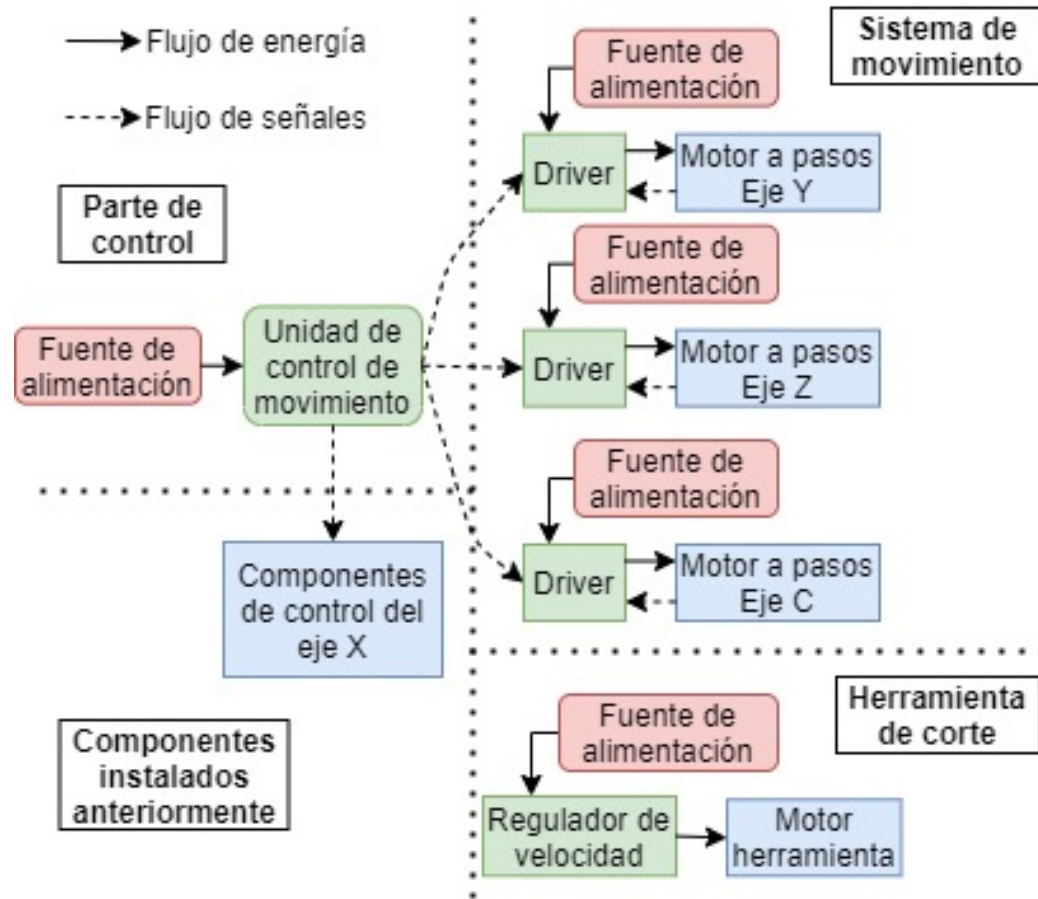 Flujo de energía
Flujo de señales
Parte de
control
Fuente de
alimentación
Unidad de
control de
movimiento
Sistema de
movimiento
Fuente de
alimentación
Driver
Motor a pasos
Eje Y
Fuente de
alimentación
Driver
Motor a pasos
Eje Z
Fuente de
alimentación
Driver
Motor a pasos
Eje C
Componentes
de control del
eje X
Componentes
instalados
anteriormente
Herramienta
de corte
Fuente de
alimentación
Regulador de
velocidad
Motor
herramienta